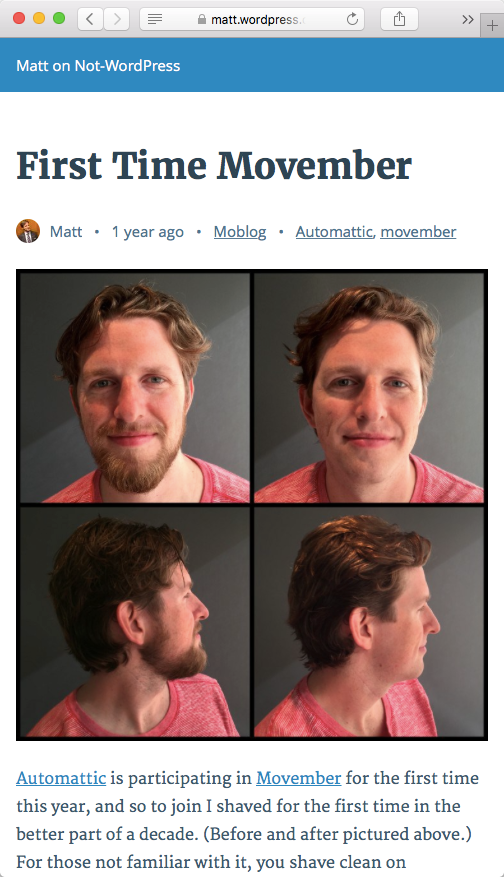 matt.wordpress.
Matt on Not-WordPress
First Time Movember
Matt • 1 year ago • Moblog • Automattic, movember
Automattic is participating in Movember for the first time
this year, and so to join I shaved for the first time in the
better part of a decade. (Before and after pictured above.)
For those not familiar with it, you shave clean on